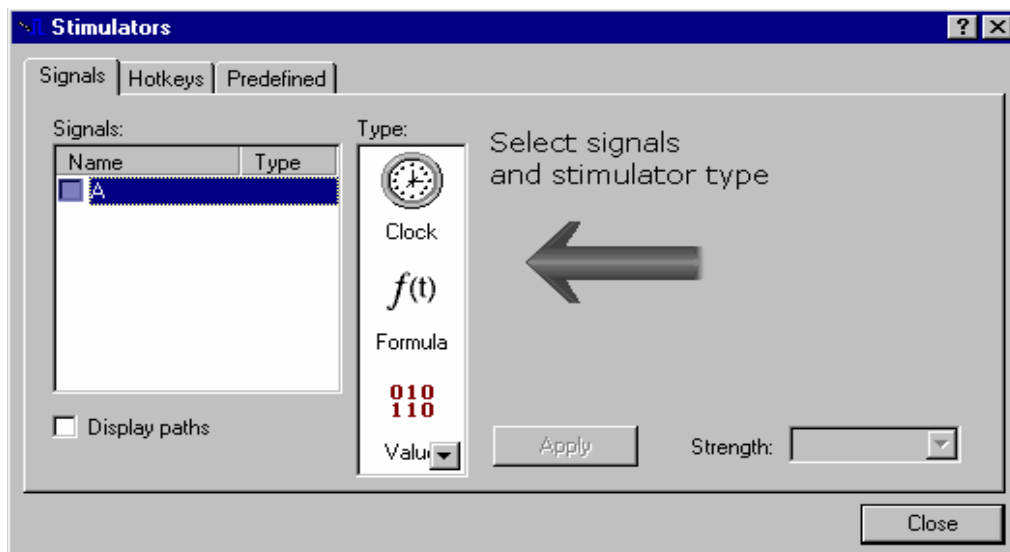 Stimulators
Signals
Hotkeys
Predefined
Signals:
Name Type
A
Display paths
Type:
Clock
f(t)
Formula
010
110
Select signals
and stimulator type
Apply
Strength:
Close